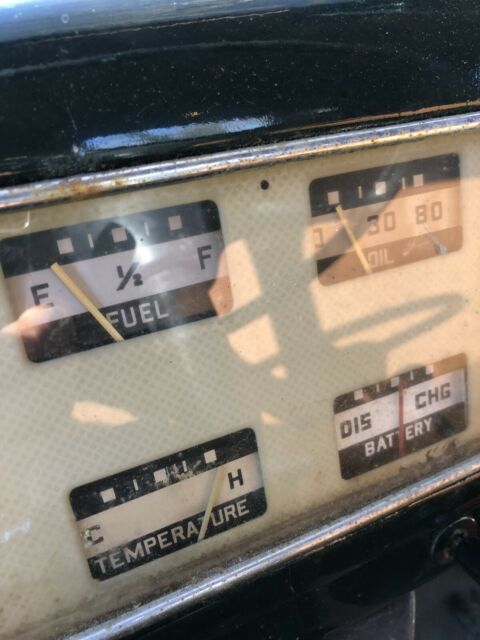 E ½ F
FUEL
0 30 80
OIL
DIS CHG
BATTERY
C H
TEMPERATURE